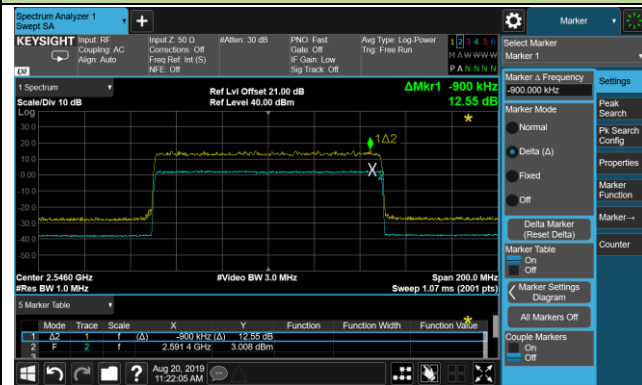 Spectrum Analyzer 1
Swept SA
Marker
KEYSIGHT Input: RF
Coupling: AC
Align: Auto
Input Z: 50 Ω
Corrections: Off
Freq Ref: Int (S)
NFE: Off
#Atten: 30 dB
PNO: Fast
Gate: Off
IF Gain: Low
Sig Track: Off
Avg Type: Log-Power
Trig: Free Run
1 2 3 4 5 6
M A W W W W
P A N N N N
LXI
Select Marker
Marker 1
1 Spectrum
Scale/Div 10 dB
Ref Lvl Offset 21.00 dB
Ref Level 40.00 dBm
ΔMkr1 -900 kHz
12.55 dB
Log
30.0
20.0
10.0
0.00
-10.0
-20.0
-30.0
-40.0
-50.0
1Δ2
X2
Center 2.5460 GHz
#Res BW 1.0 MHz
#Video BW 3.0 MHz
Span 200.0 MHz
Sweep 1.07 ms (2001 pts)
5 Marker Table
Mode Trace Scale X Y Function Function Width Function Value
1 Δ2 1 f (Δ) -900 kHz (Δ) 12.55 dB
2 F 2 f 2.591 4 GHz 3.008 dBm
3
Aug 20, 2019
11:22:05 AM
Marker Δ Frequency
-900.000 kHz
Marker Mode
Normal
Delta (Δ)
Fixed
Off
Delta Marker
(Reset Delta)
Marker Table
On
Off
Marker Settings
Diagram
All Markers Off
Couple Markers
On
Off
Settings
Peak
Search
Pk Search
Config
Properties
Marker
Function
Marker→
Counter